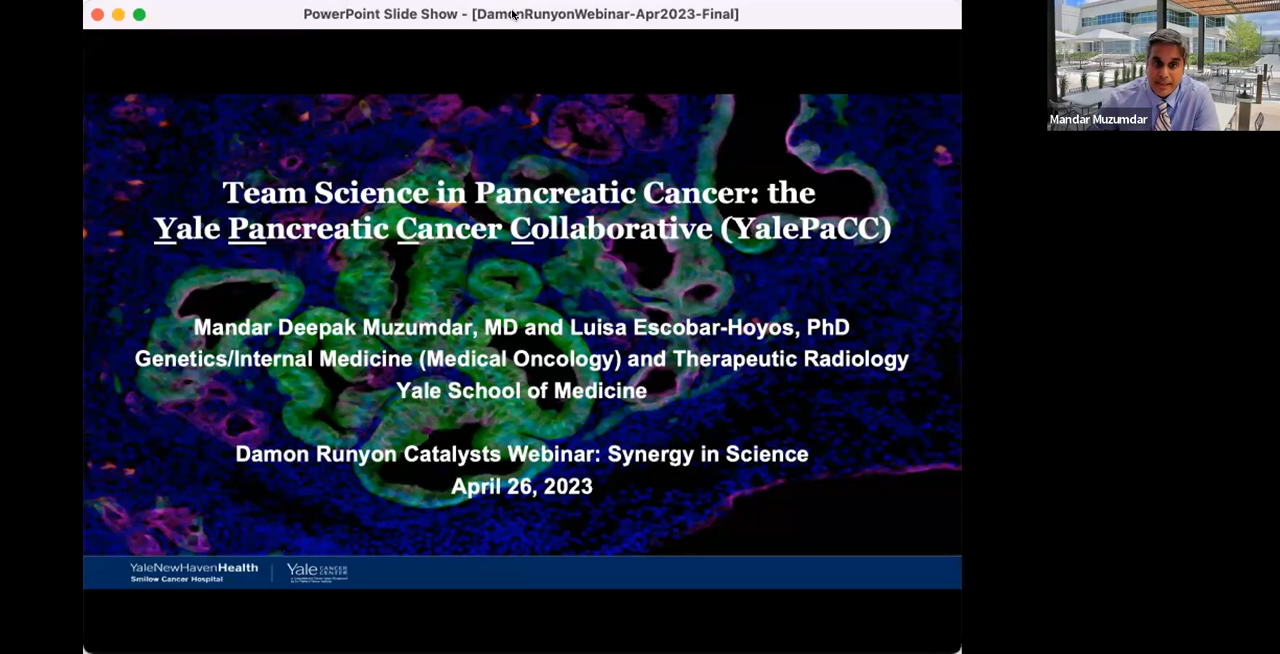 PowerPoint Slide Show - [DamonRunyonWebinar-Apr2023-Final]
Mandar Muzumdar
Team Science in Pancreatic Cancer: the
Yale Pancreatic Cancer Collaborative (YalePaCC)
Mandar Deepak Muzumdar, MD and Luisa Escobar-Hoyos, PhD
Genetics/Internal Medicine (Medical Oncology) and Therapeutic Radiology
Yale School of Medicine
Damon Runyon Catalysts Webinar: Synergy in Science
April 26, 2023
YaleNewHavenHealth
Smilow Cancer Hospital
Yale CANCER
CENTER